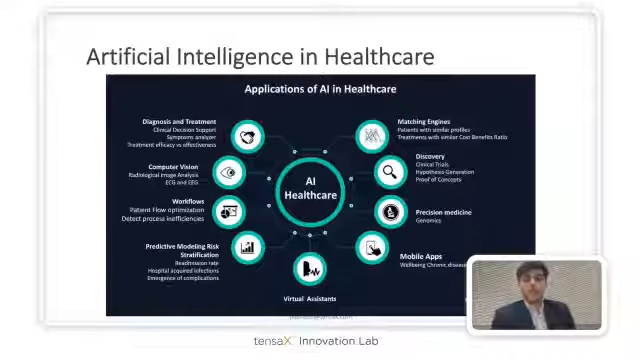 Artificial Intelligence in Healthcare
Applications of AI in Healthcare
Diagnosis and Treatment
Clinical Decision Support
Symptoms analyzer
Treatment efficacy vs effectiveness
Computer Vision
Radiological Image Analysis
ECG and EEG
Workflows
Patient Flow optimization
Detect process inefficiencies
Predictive Modeling Risk
Stratification
Readmission rate
Hospital acquired infections
Emergence of complications
AI
Healthcare
Virtual Assistants
Matching Engines
Patients with similar profiles
Treatments with similar Cost Benefits Ratio
Discovery
Clinical Trials
Hypothesis Generation
Proof of Concepts
Precision medicine
Genomics
Mobile Apps
Wellbeing Chronic disease
tensaX Innovation Lab